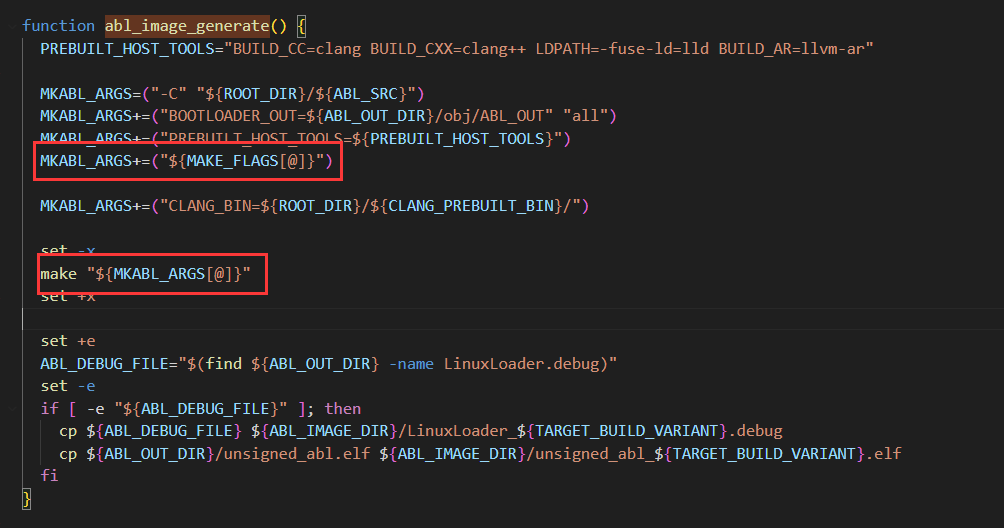 function abl_image_generate() {
PREBUILT_HOST_TOOLS="BUILD_CC=clang BUILD_CXX=clang++ LDPATH=-fuse-ld=lld BUILD_AR=llvm-ar"
MKABL_ARGS=("-C" "${ROOT_DIR}/${ABL_SRC}")
MKABL_ARGS+=("BOOTLOADER_OUT=${ABL_OUT_DIR}/obj/ABL_OUT" "all")
MKABL_ARGS+=("PREBUILT_HOST_TOOLS=${PREBUILT_HOST_TOOLS}")
MKABL_ARGS+=("${MAKE_FLAGS[@]}")
MKABL_ARGS+=("CLANG_BIN=${ROOT_DIR}/${CLANG_PREBUILT_BIN}/")
set -x
make "${MKABL_ARGS[@]}"
set +x
set +e
ABL_DEBUG_FILE="$(find ${ABL_OUT_DIR} -name LinuxLoader.debug)"
set -e
if [ -e "${ABL_DEBUG_FILE}" ]; then
cp ${ABL_DEBUG_FILE} ${ABL_IMAGE_DIR}/LinuxLoader_${TARGET_BUILD_VARIANT}.debug
cp ${ABL_OUT_DIR}/unsigned_abl.elf ${ABL_IMAGE_DIR}/unsigned_abl_${TARGET_BUILD_VARIANT}.elf
fi
}